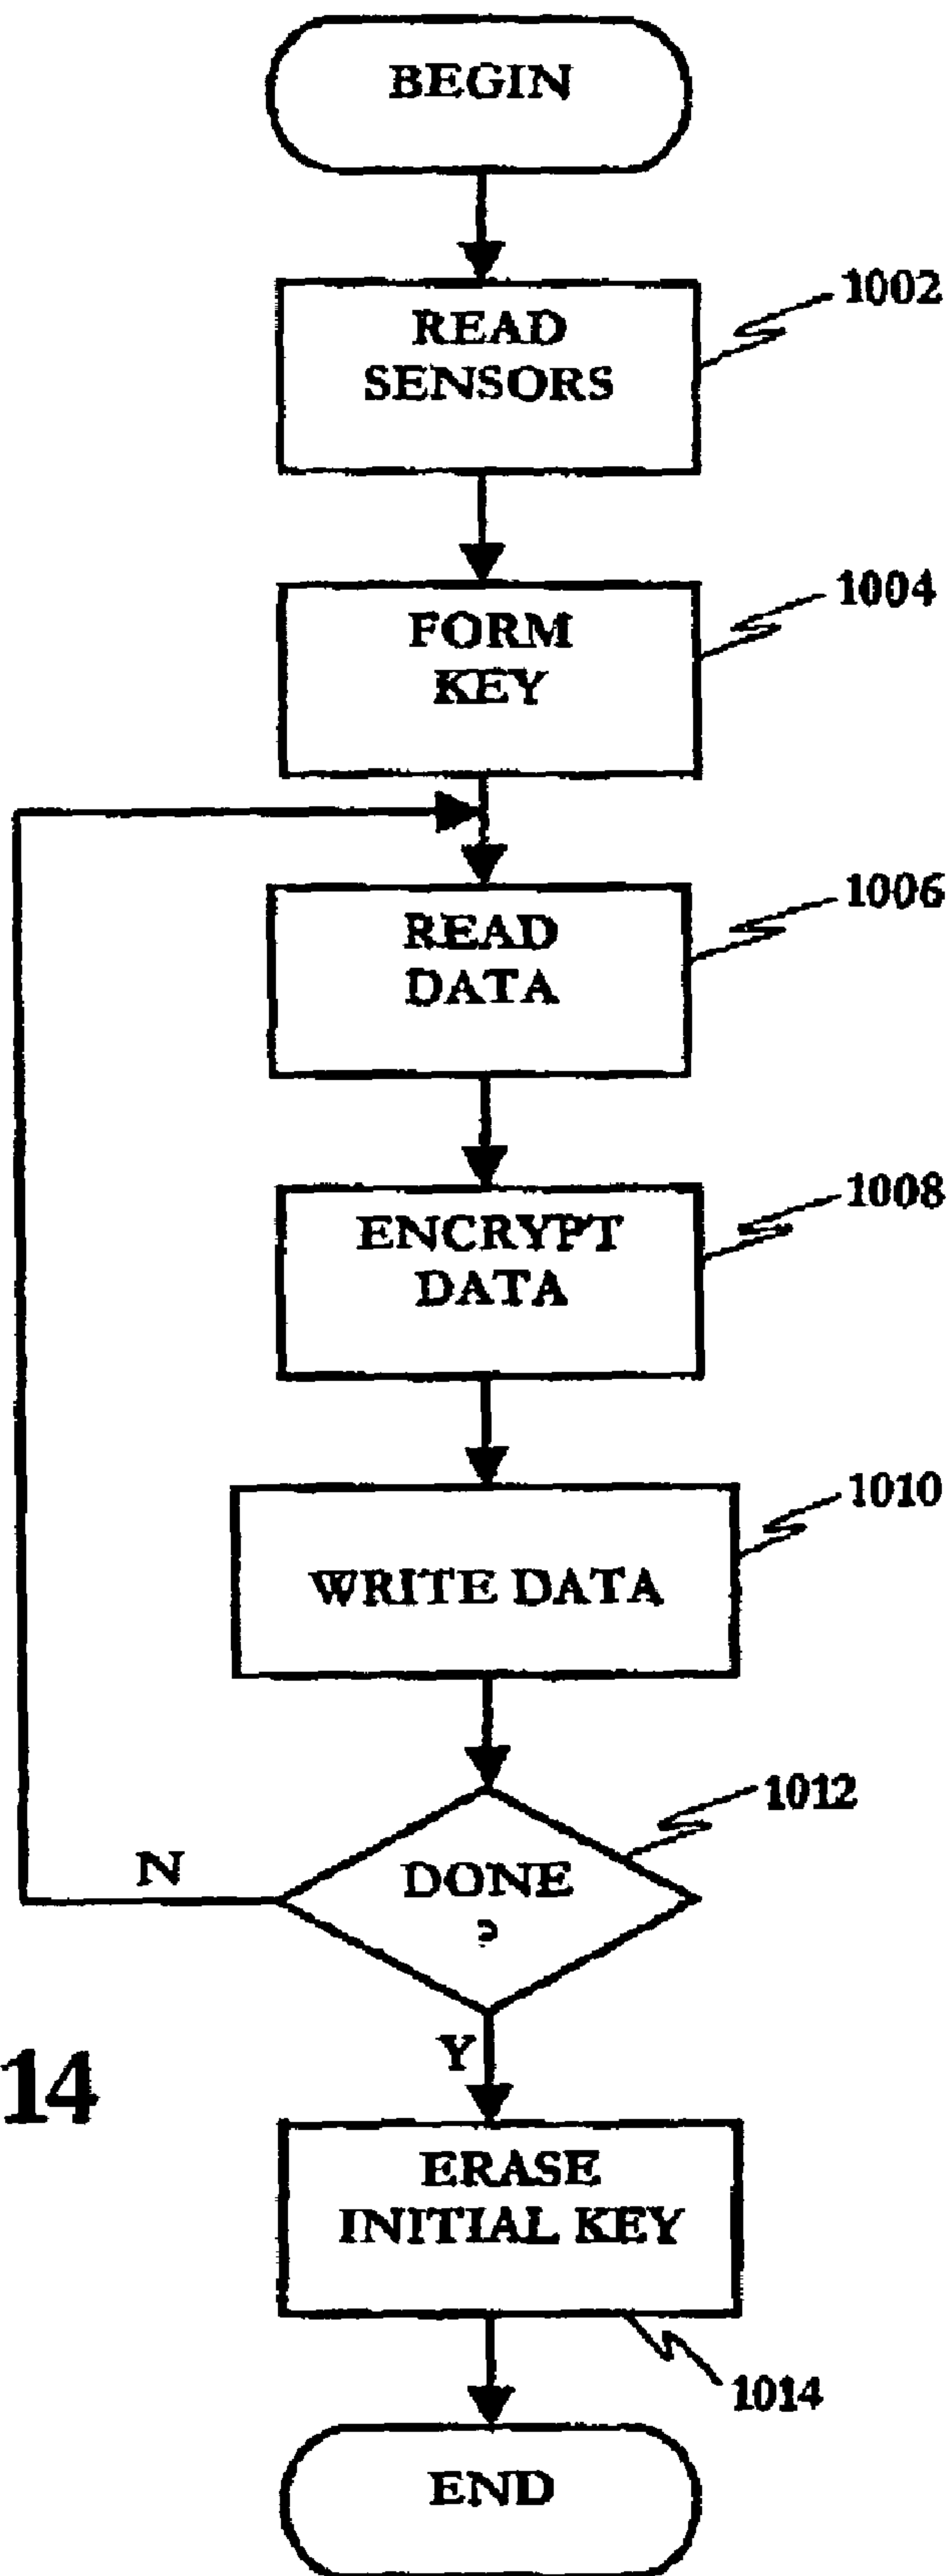 BEGIN
READ
SENSORS
1002
FORM
KEY
1004
READ
DATA
1006
ENCRYPT
DATA
1008
WRITE DATA
1010
DONE
?
1012
N
Y
14
ERASE
INITIAL KEY
1014
END